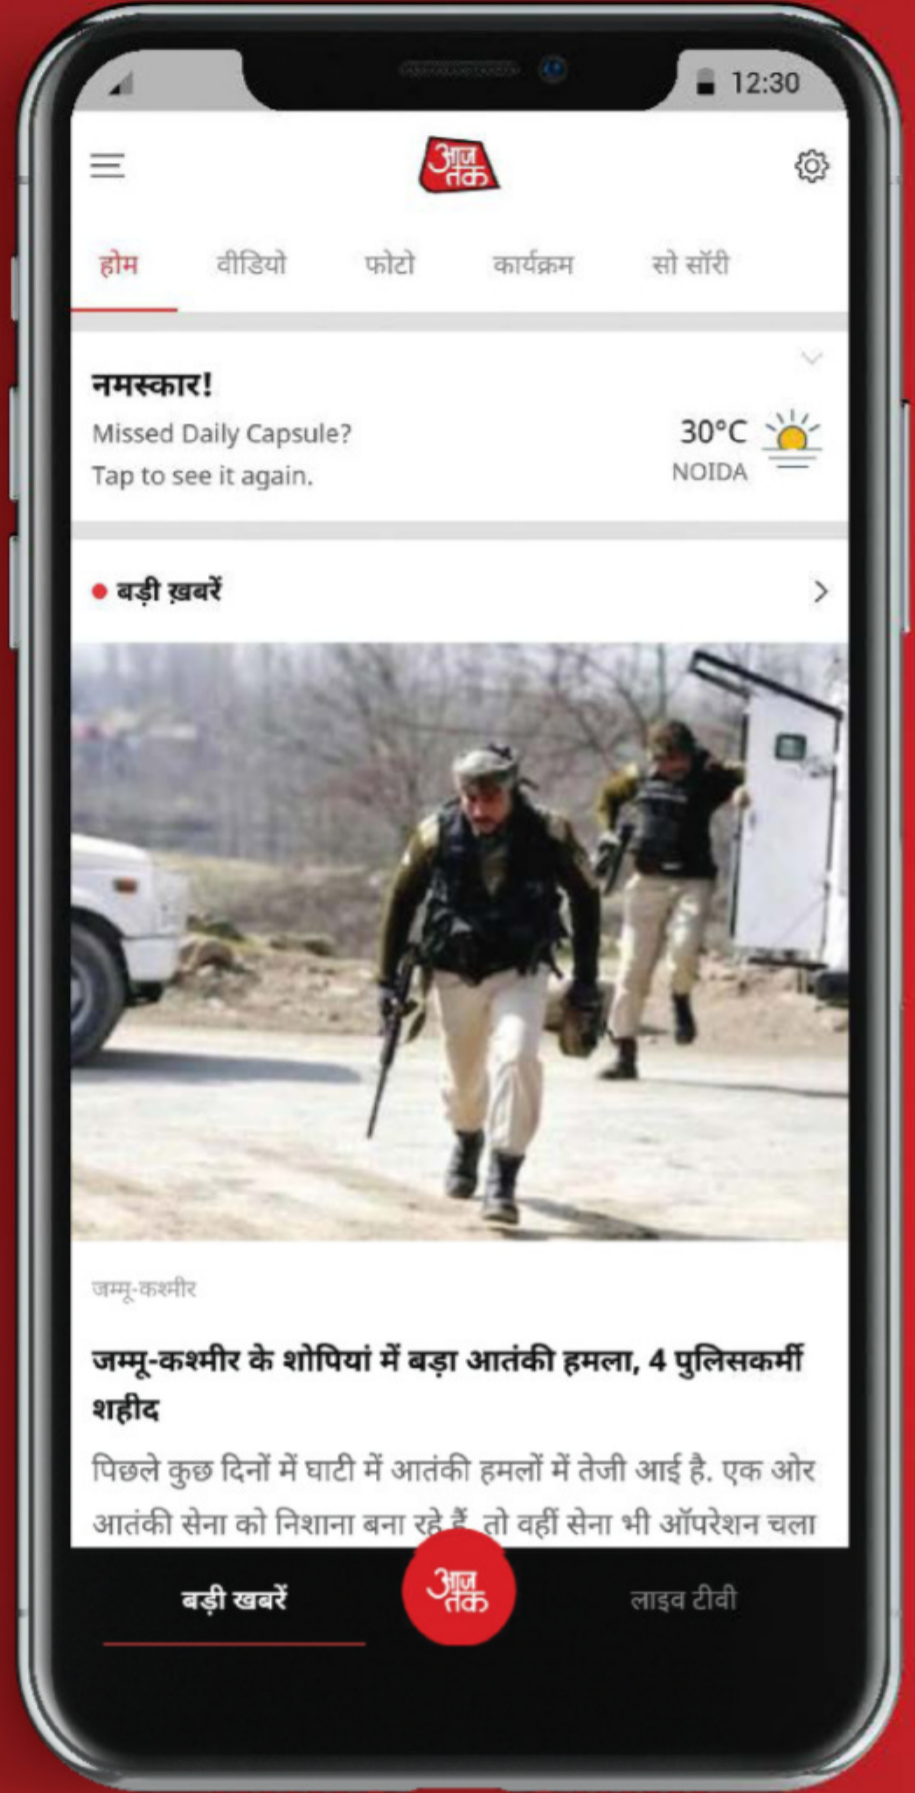 12:30
आज
तक
होम वीडियो फोटो कार्यक्रम सो सॉरी
नमस्कार!
Missed Daily Capsule?
Tap to see it again.
30°C
NOIDA
बड़ी ख़बरें
जम्मू-कश्मीर
जम्मू-कश्मीर के शोपियां में बड़ा आतंकी हमला, 4 पुलिसकर्मी
शहीद
पिछले कुछ दिनों में घाटी में आतंकी हमलों में तेजी आई है. एक ओर
आतंकी सेना को निशाना बना रहे हैं, तो वहीं सेना भी ऑपरेशन चला
बड़ी खबरें
आज
तक
लाइव टीवी